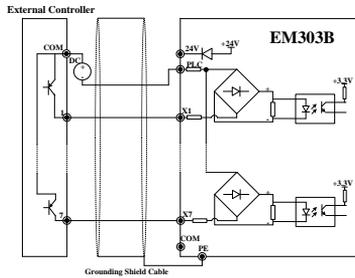 External Controller
COM
DC
24V
+24V
EM303B
PLC
+3.3V
1
X1
+3.3V
7
X7
COM
PE
Grounding Shield Cable